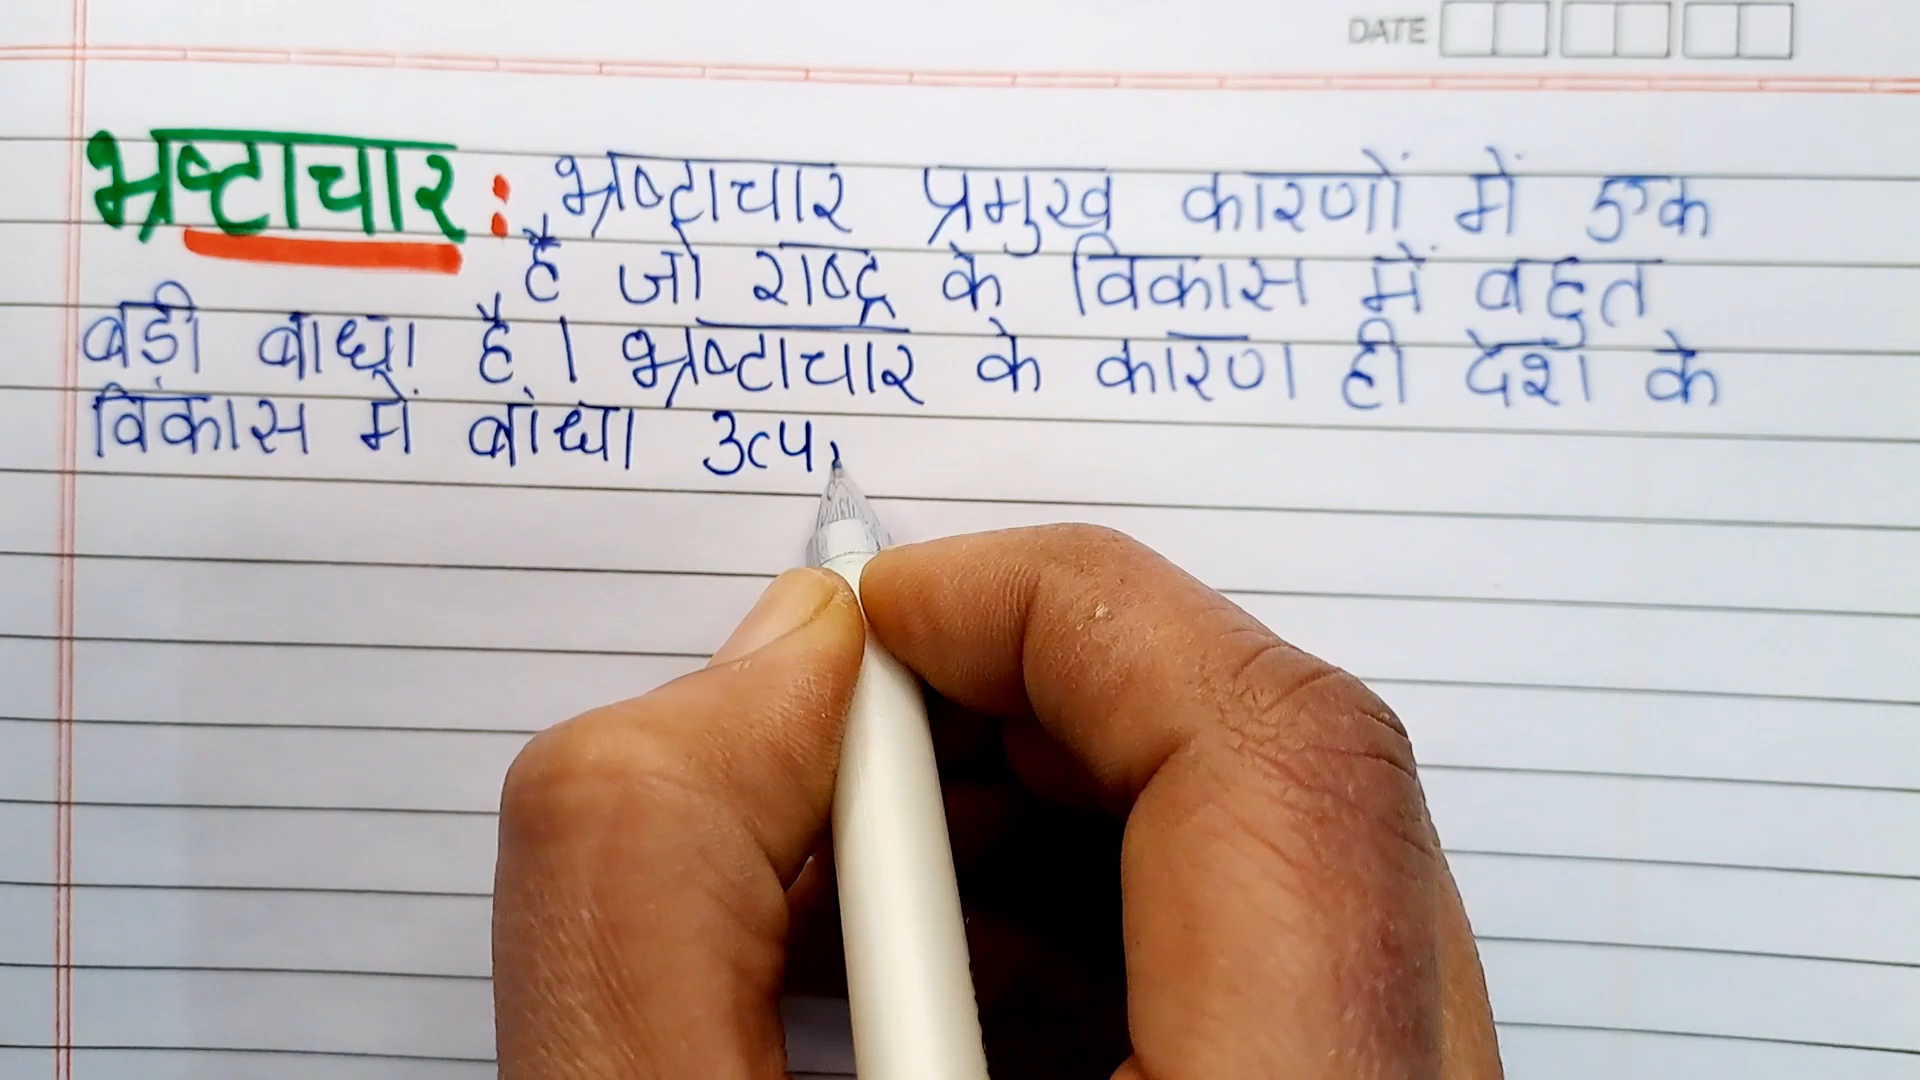 DATE
भ्रष्टाचार : भ्रष्टाचार प्रमुख कारणों में एक
है जो राष्ट्र के विकास में बहुत
बड़ी बाधा है। भ्रष्टाचार के कारण ही देश के
विकास में बाधा उत्प